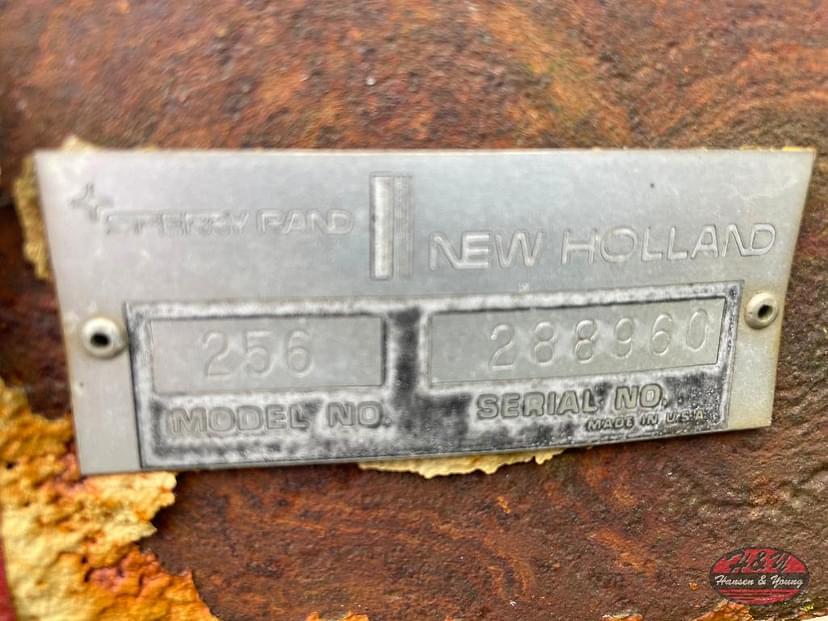 SPERRY RAND
NEW HOLLAND
256
288960
MODEL NO.
SERIAL NO.
MADE IN U.S.A.
H&Y
Hansen & Young